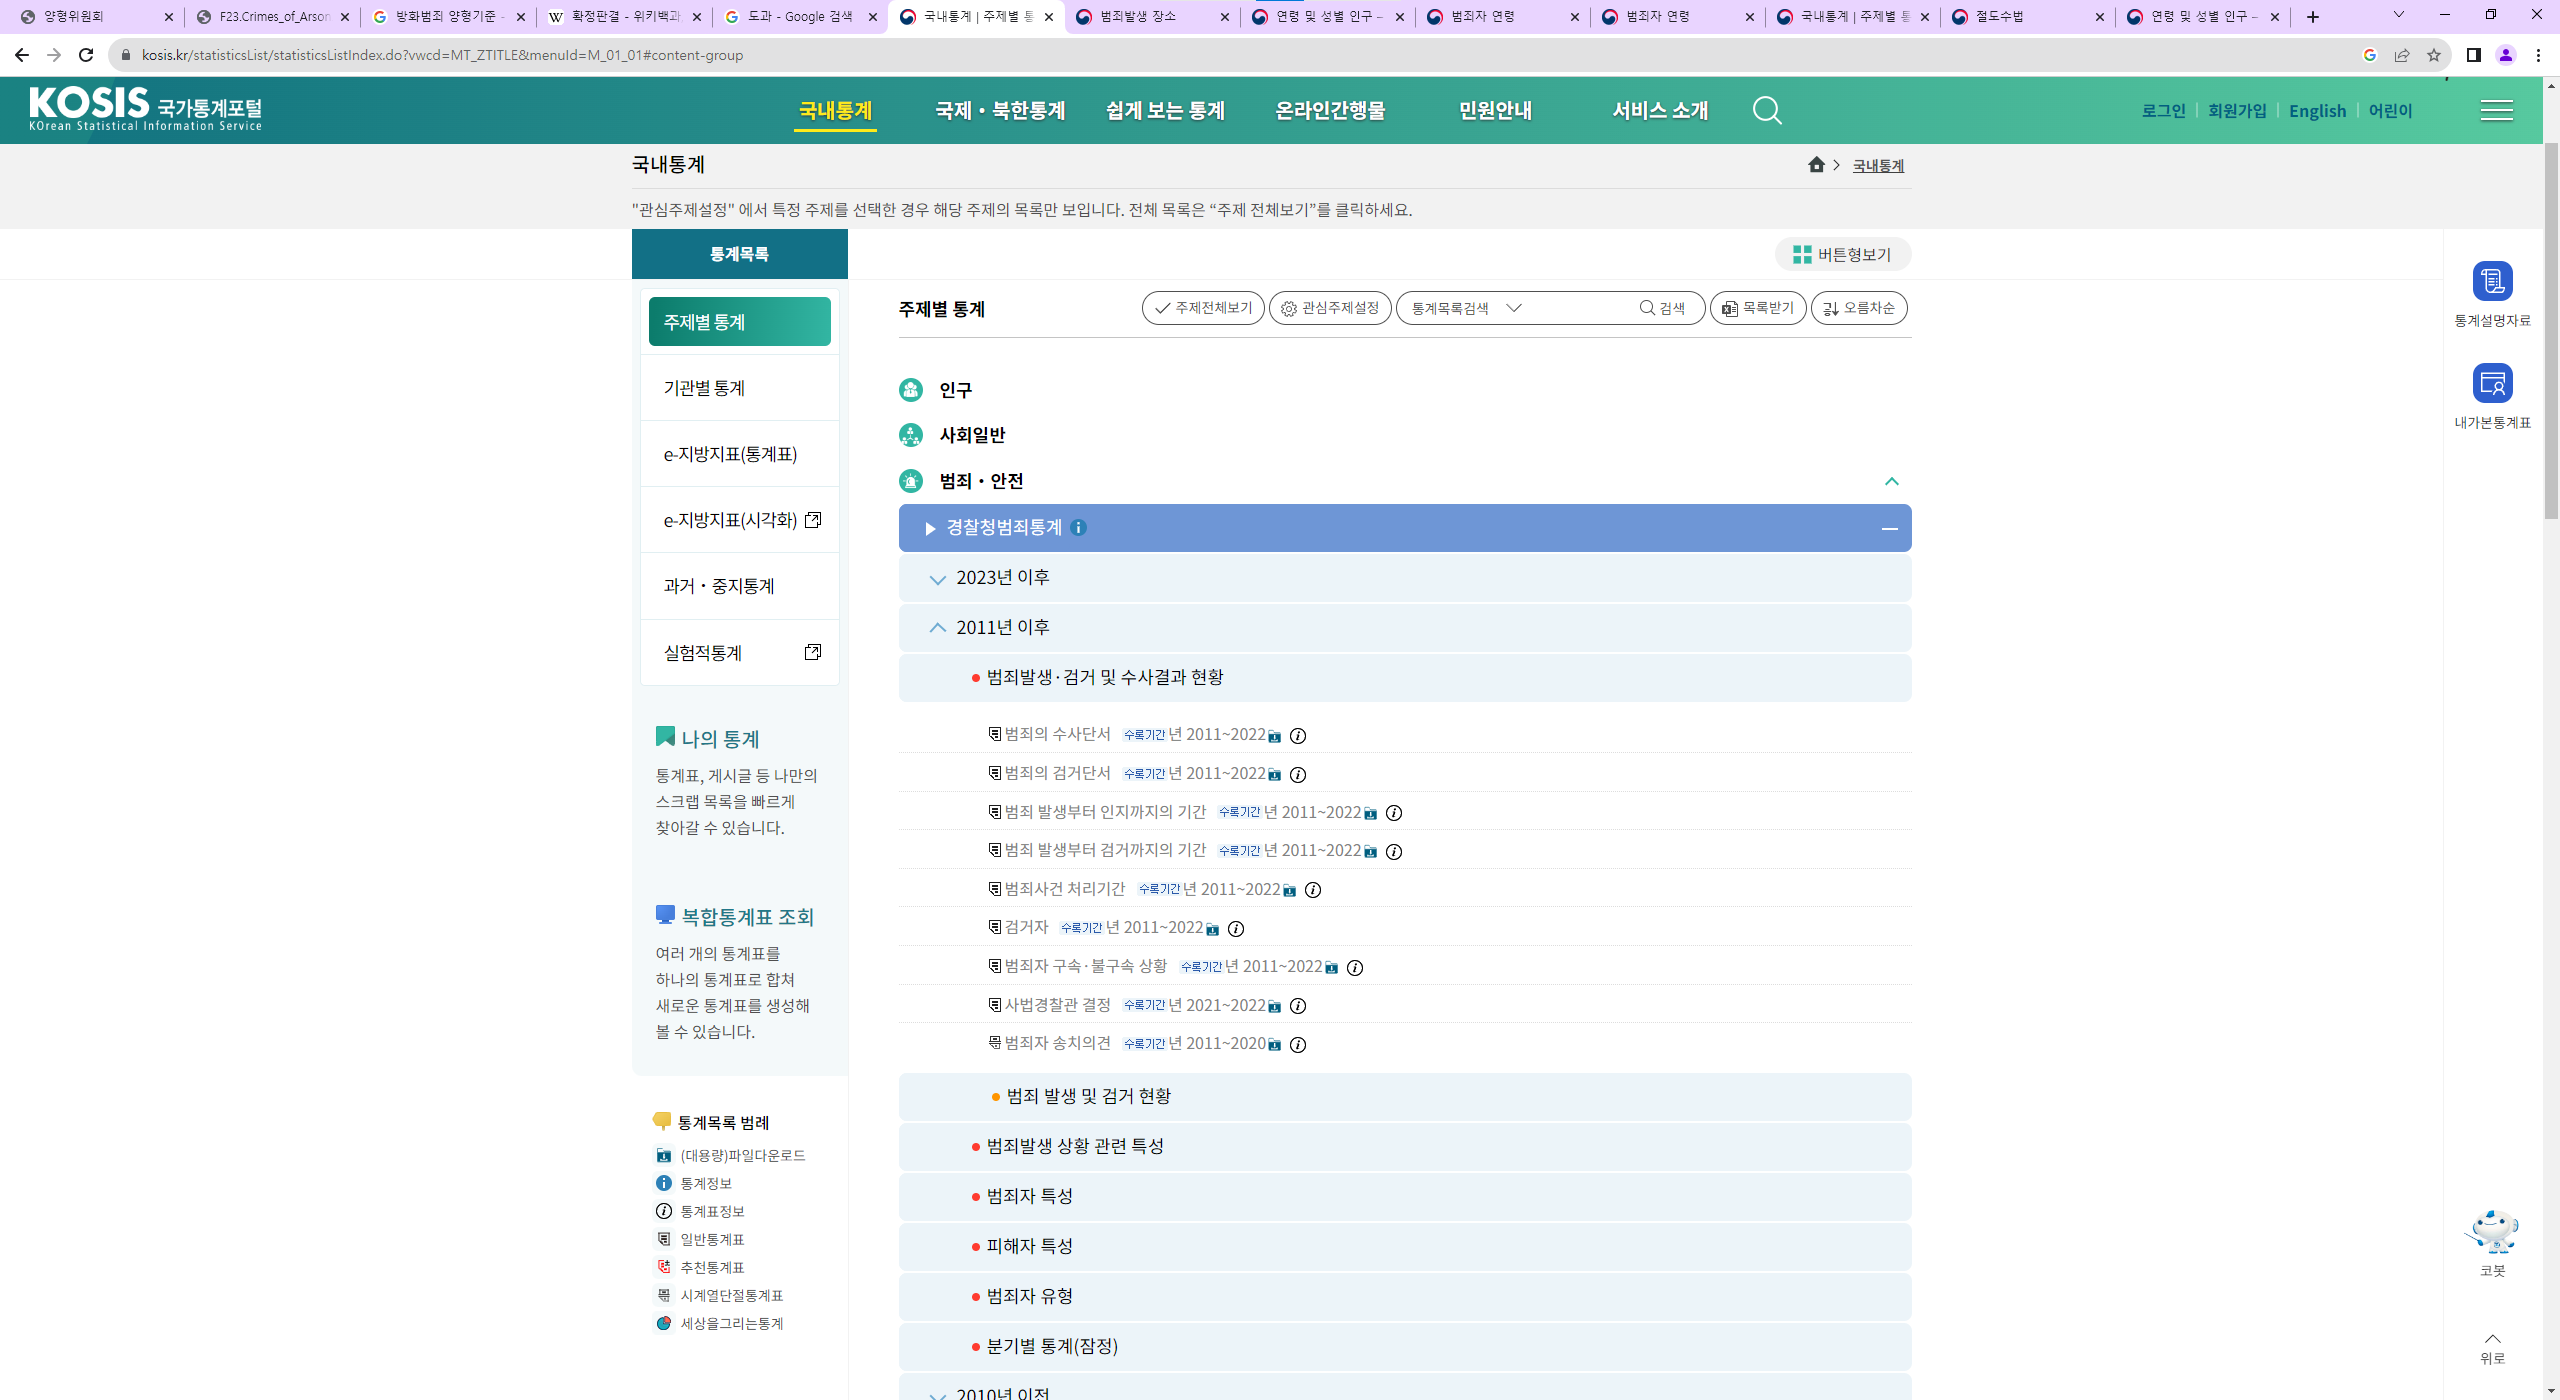 양형위원회
F23.Crimes_of_Arson
방화범죄 양형기준 -
확정판결 - 위키백과
도과 - Google 검색
국내통계 | 주제별 통
범죄발생 장소
연령 및 성별 인구 –
범죄자 연령
범죄자 연령
국내통계 | 주제별 통
절도수법
연령 및 성별 인구 –
kosis.kr/statisticsList/statisticsListIndex.do?vwcd=MT_ZTITLE&menuId=M_01_01#content-group
KOSIS 국가통계포털
KOrean Statistical Information Service
국내통계
국제・북한통계
쉽게 보는 통계
온라인간행물
민원안내
서비스 소개
로그인
회원가입
English
어린이
국내통계
국내통계
"관심주제설정" 에서 특정 주제를 선택한 경우 해당 주제의 목록만 보입니다. 전체 목록은 “주제 전체보기”를 클릭하세요.
통계목록
버튼형보기
주제별 통계
기관별 통계
e-지방지표(통계표)
e-지방지표(시각화)
과거・중지통계
실험적통계
나의 통계
통계표, 게시글 등 나만의
스크랩 목록을 빠르게
찾아갈 수 있습니다.
복합통계표 조회
여러 개의 통계표를
하나의 통계표로 합쳐
새로운 통계표를 생성해
볼 수 있습니다.
통계목록 범례
(대용량)파일다운로드
통계정보
통계표정보
일반통계표
추천통계표
시계열단절통계표
세상을그리는통계
주제별 통계
주제전체보기
관심주제설정
통계목록검색
검색
목록받기
오름차순
인구
사회일반
범죄・안전
경찰청범죄통계
2023년 이후
2011년 이후
범죄발생·검거 및 수사결과 현황
범죄의 수사단서 수록기간 년 2011~2022
범죄의 검거단서 수록기간 년 2011~2022
범죄 발생부터 인지까지의 기간 수록기간 년 2011~2022
범죄 발생부터 검거까지의 기간 수록기간 년 2011~2022
범죄사건 처리기간 수록기간 년 2011~2022
검거자 수록기간 년 2011~2022
범죄자 구속·불구속 상황 수록기간 년 2011~2022
사법경찰관 결정 수록기간 년 2021~2022
범죄자 송치의견 수록기간 년 2011~2020
범죄 발생 및 검거 현황
범죄발생 상황 관련 특성
범죄자 특성
피해자 특성
범죄자 유형
분기별 통계(잠정)
2010년 이전
통계설명자료
내가본통계표
코봇
위로